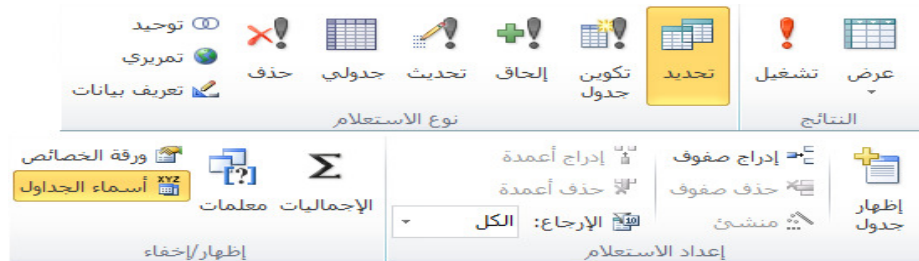 عرض
تشغيل
النتائج
تحديد
تكوين
جدول
إلحاق
تحديث
جدولي
حذف
توحيد
تمريري
تعريف بيانات
نوع الاستعلام
إظهار
جدول
إدراج صفوف
حذف صفوف
منشئ
إدراج أعمدة
حذف أعمدة
الإرجاع: الكل
إعداد الاستعلام
الإجماليات
معلمات
ورقة الخصائص
XYZ أسماء الجداول
إظهار/إخفاء